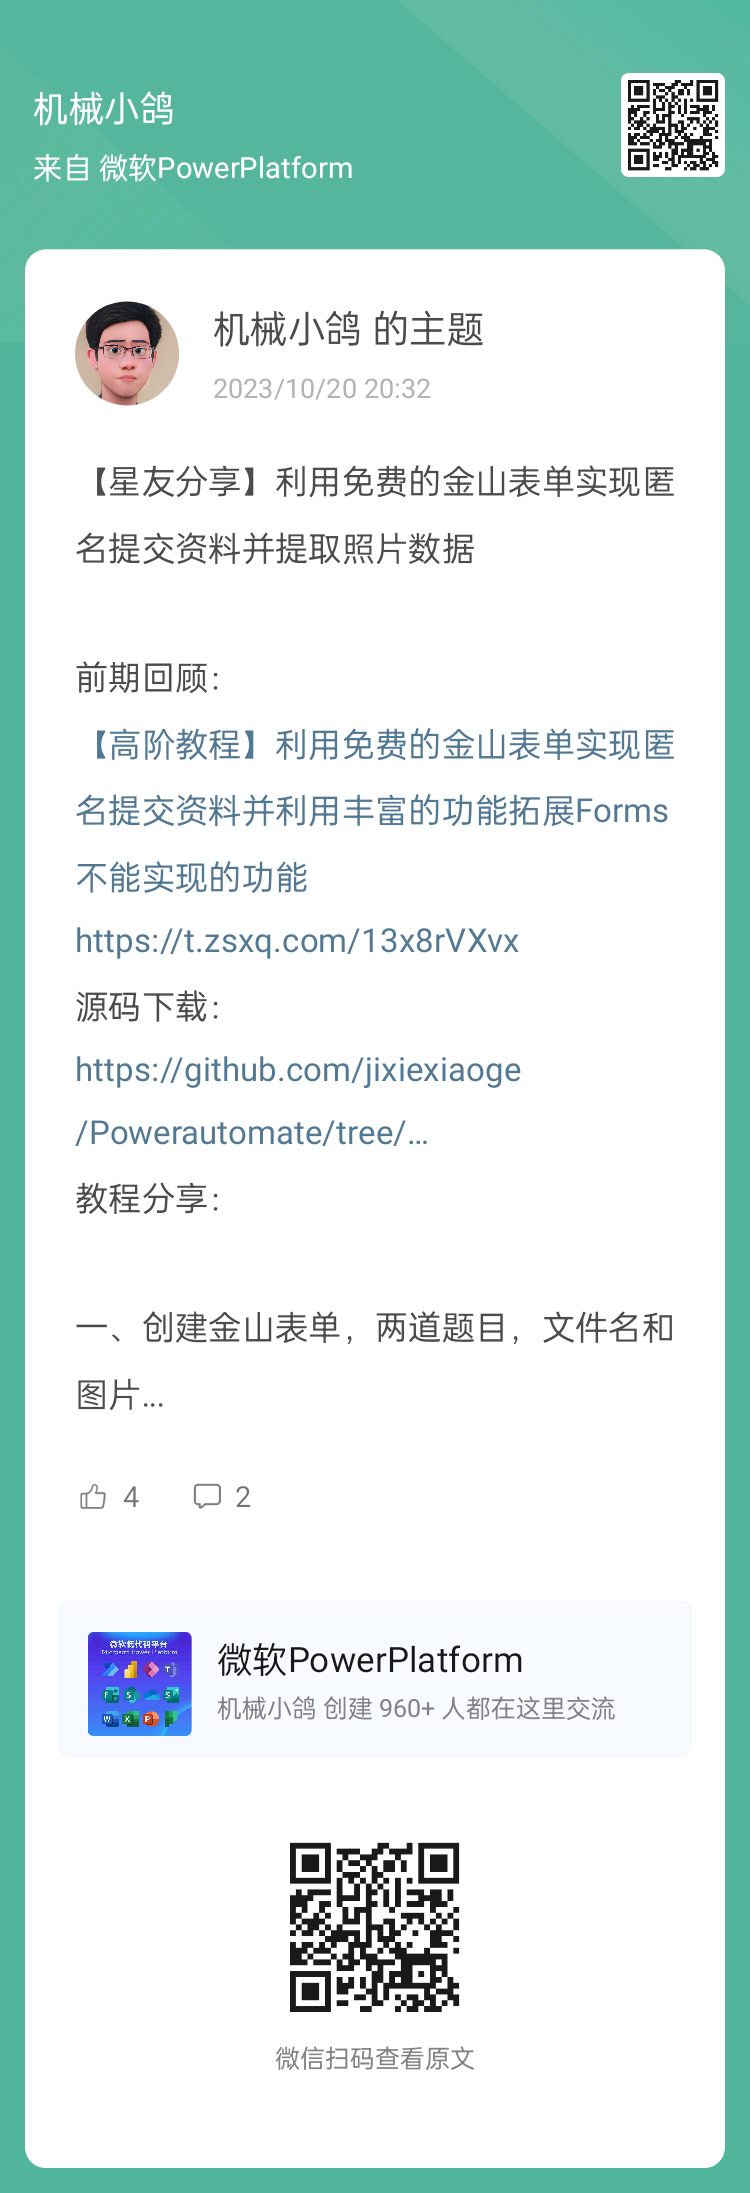 机械小鸽
来自 微软PowerPlatform
机械小鸽 的主题
2023/10/20 20:32
【星友分享】利用免费的金山表单实现匿
名提交资料并提取照片数据
前期回顾：
【高阶教程】利用免费的金山表单实现匿
名提交资料并利用丰富的功能拓展Forms
不能实现的功能
https://t.zsxq.com/13x8rVXvx
源码下载：
https://github.com/jixiexiaoge
/Powerautomate/tree/...
教程分享：
一、创建金山表单，两道题目，文件名和
图片...
4
2
微软低代码平台
Microsoft Power Platform
微软PowerPlatform
机械小鸽 创建 960+ 人都在这里交流
微信扫码查看原文